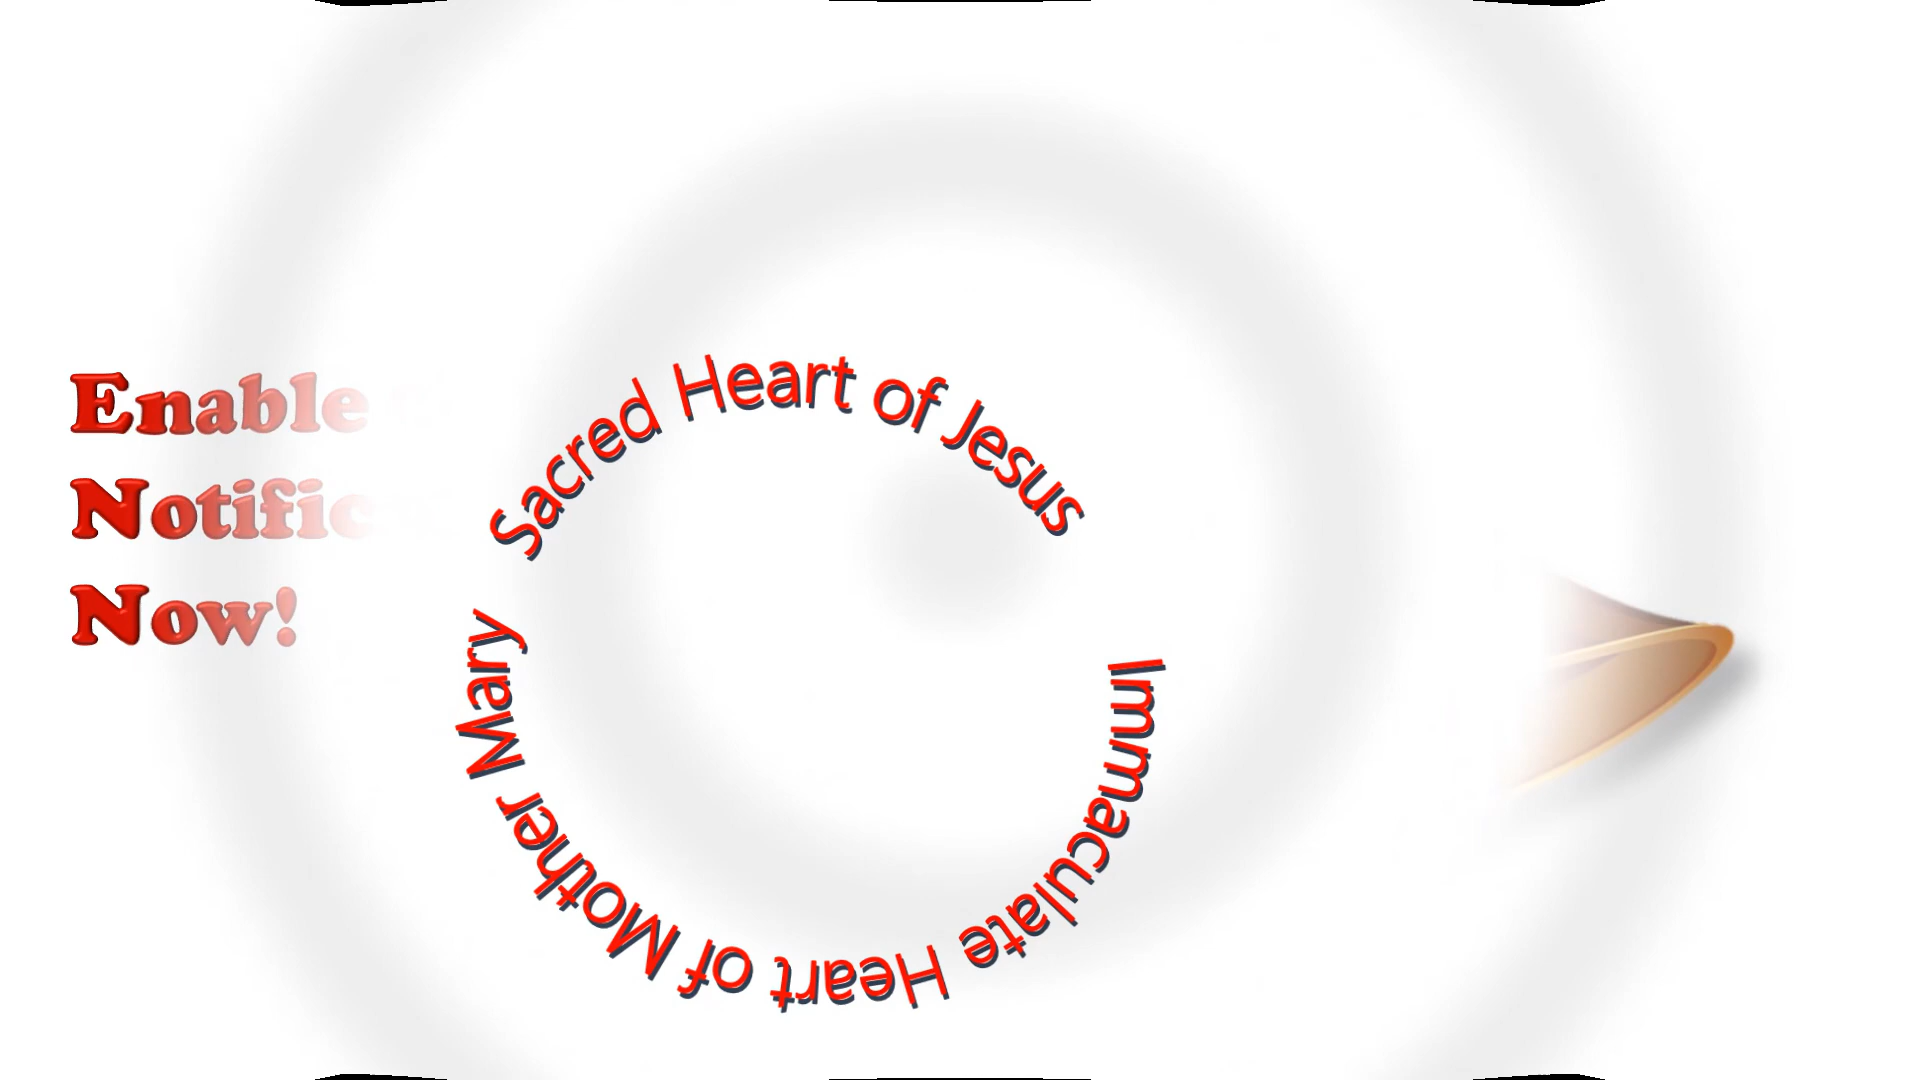 Enable
Notific
Now!
Sacred Heart of Jesus
Immaculate Heart of Mother Mary